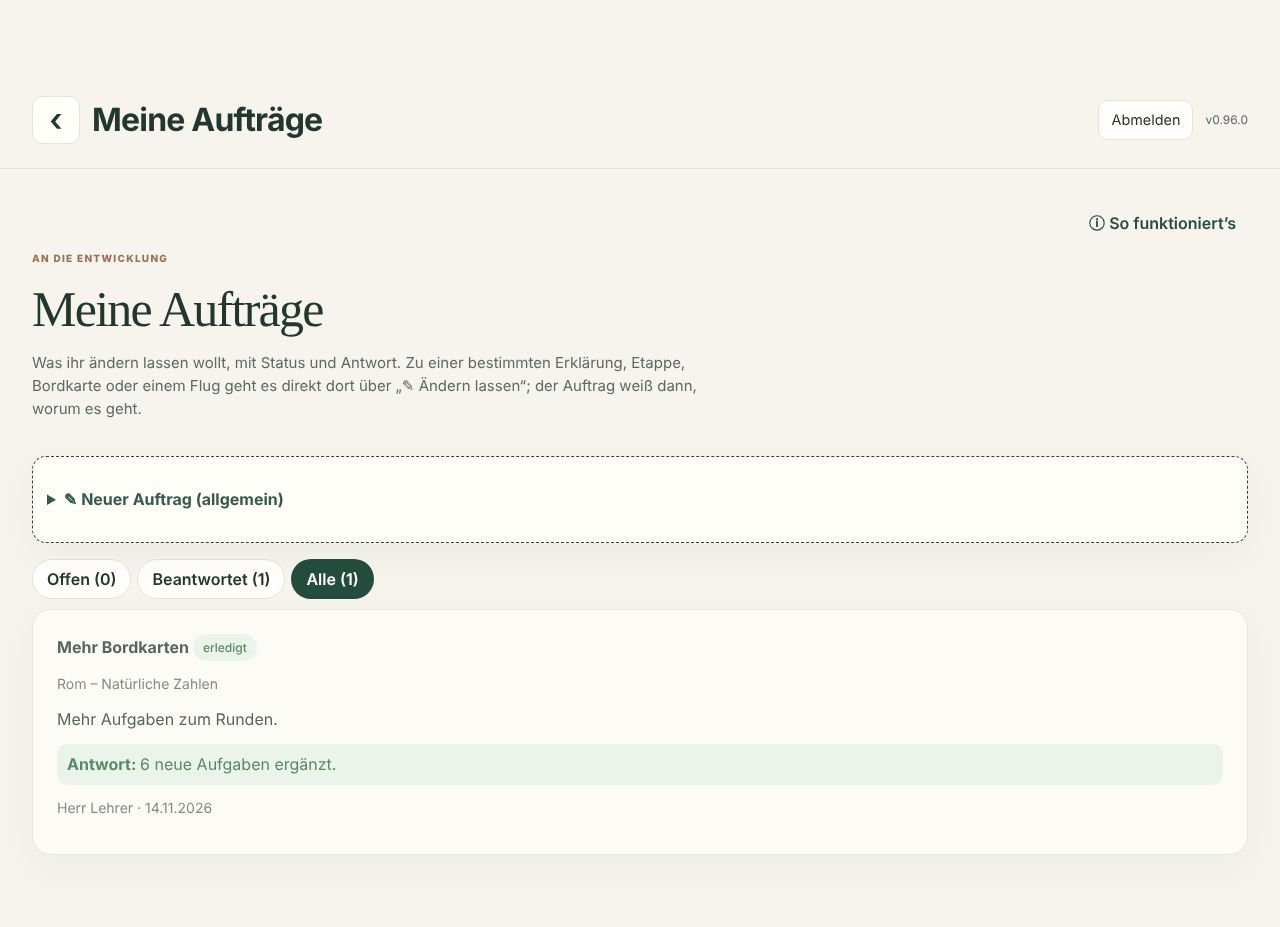 ‹ Meine Aufträge
Abmelden v0.96.0
ⓘ So funktioniert’s
AN DIE ENTWICKLUNG
Meine Aufträge
Was ihr ändern lassen wollt, mit Status und Antwort. Zu einer bestimmten Erklärung, Etappe,
Bordkarte oder einem Flug geht es direkt dort über „✎ Ändern lassen“; der Auftrag weiß dann,
worum es geht.
▶ ✎ Neuer Auftrag (allgemein)
Offen (0) Beantwortet (1) Alle (1)
Mehr Bordkarten erledigt
Rom – Natürliche Zahlen
Mehr Aufgaben zum Runden.
Antwort: 6 neue Aufgaben ergänzt.
Herr Lehrer · 14.11.2026